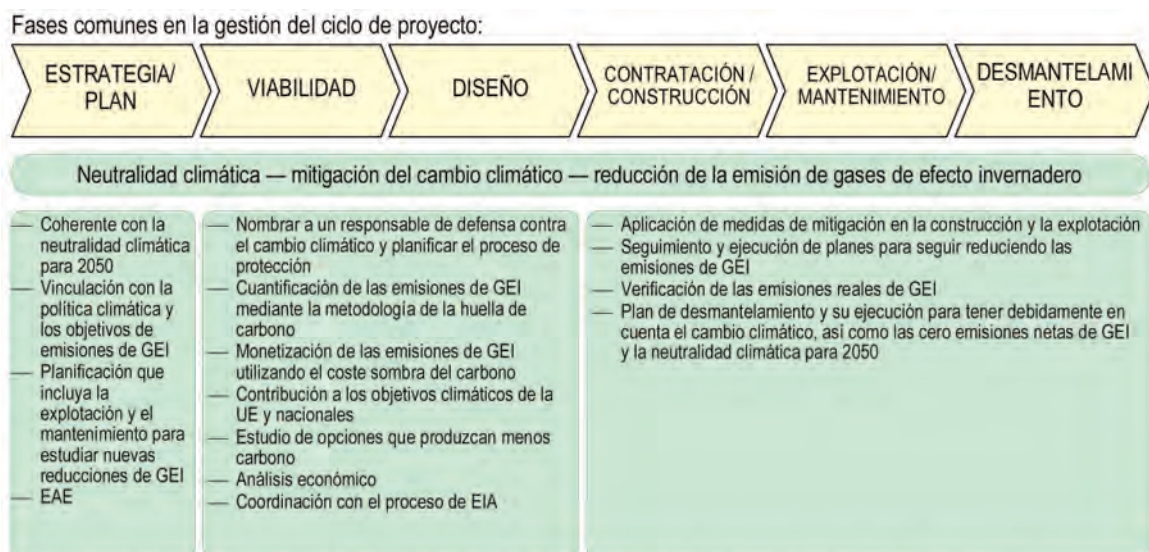 Fases comunes en la gestión del ciclo de proyecto:
ESTRATEGIA/
PLAN
VIABILIDAD
DISEÑO
CONTRATACIÓN /
CONSTRUCCIÓN
EXPLOTACIÓN/
MANTENIMIENTO
DESMANTELAMI
ENTO
Neutralidad climática — mitigación del cambio climático — reducción de la emisión de gases de efecto invernadero
— Coherente con la
neutralidad climática
para 2050
— Vinculación con la
política climática y
los objetivos de
emisiones de GEI
— Planificación que
incluya la
explotación y el
mantenimiento para
estudiar nuevas
reducciones de GEI
— EAE
— Nombrar a un responsable de defensa contra
el cambio climático y planificar el proceso de
protección
— Cuantificación de las emisiones de GEI
mediante la metodología de la huella de
carbono
— Monetización de las emisiones de GEI
utilizando el coste sombra del carbono
— Contribución a los objetivos climáticos de la
UE y nacionales
— Estudio de opciones que produzcan menos
carbono
— Análisis económico
— Coordinación con el proceso de EIA
— Aplicación de medidas de mitigación en la construcción y la explotación
— Seguimiento y ejecución de planes para seguir reduciendo las
emisiones de GEI
— Verificación de las emisiones reales de GEI
— Plan de desmantelamiento y su ejecución para tener debidamente en
cuenta el cambio climático, así como las cero emisiones netas de GEI
y la neutralidad climática para 2050